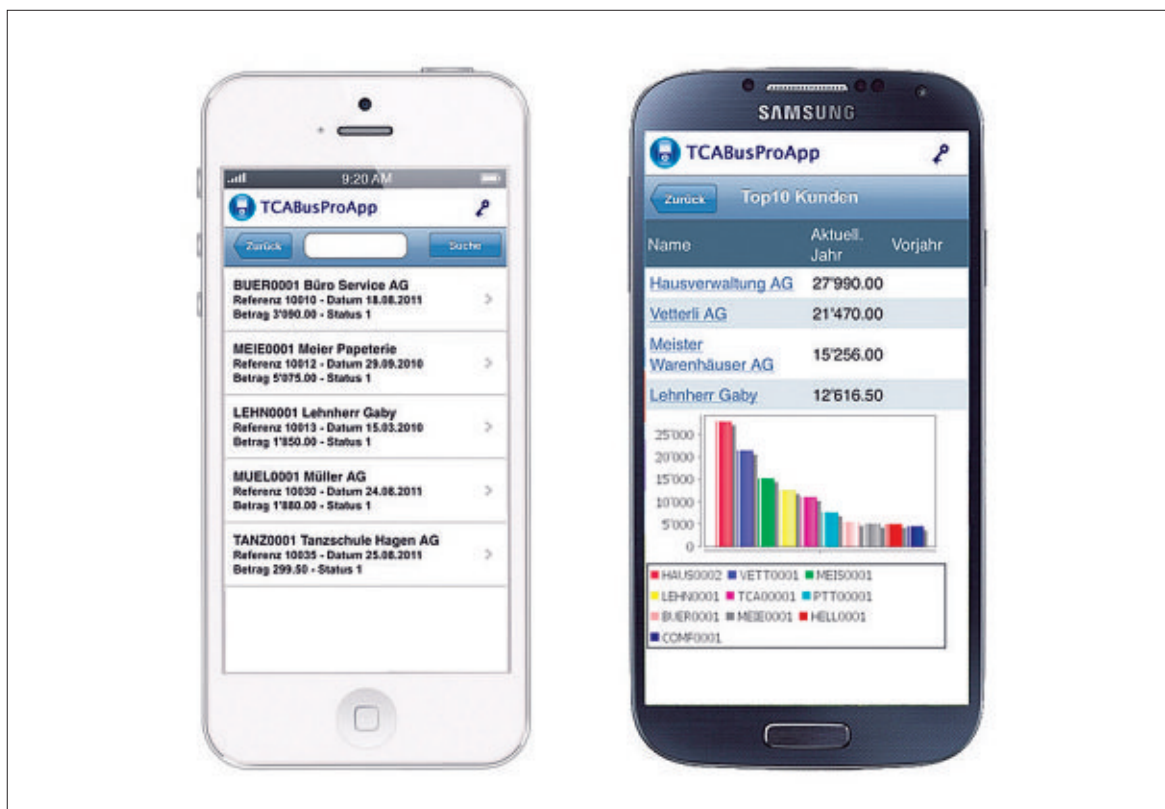 9:20 AM
TCABusProApp
Zurück
Suche
BUER0001 Büro Service AG
Referenz 10010 - Datum 18.08.2011
Betrag 3'090.00 - Status 1
MEIE0001 Meier Papeterie
Referenz 10012 - Datum 29.09.2010
Betrag 5'075.00 - Status 1
LEHN0001 Lehnherr Gaby
Referenz 10013 - Datum 15.03.2010
Betrag 1'850.00 - Status 1
MUEL0001 Müller AG
Referenz 10030 - Datum 24.08.2011
Betrag 1'880.00 - Status 1
TANZ0001 Tanzschule Hagen AG
Referenz 10035 - Datum 25.08.2011
Betrag 299.50 - Status 1
SAMSUNG
TCABusProApp
Zurück Top10 Kunden
Name Aktuell. Jahr Vorjahr
Hausverwaltung AG 27'990.00
Vetterli AG 21'470.00
Meister
Warenhäuser AG 15'256.00
Lehnherr Gaby 12'616.50
25'000
20'000
15'000
10'000
5'000
0
HAUS0002 VETT0001 MEIS0001
LEHN0001 TCA00001 PTT00001
BUER0001 MEIE0001 HELL0001
COMF0001